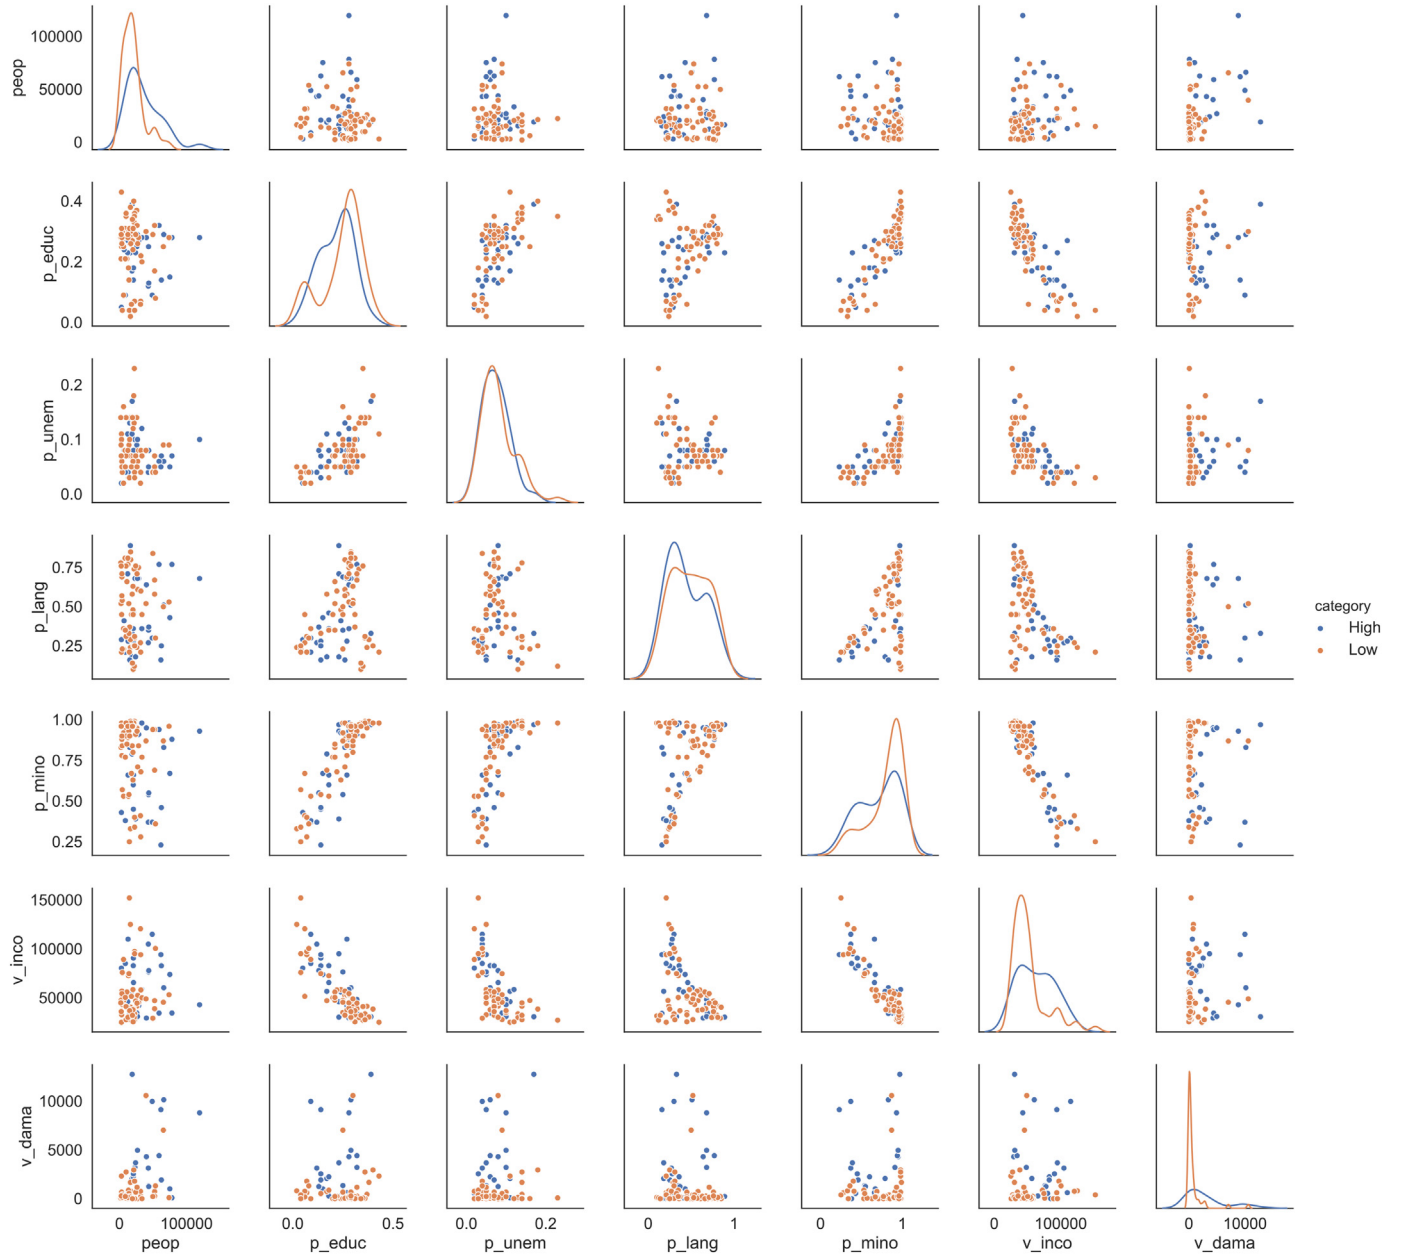 100000
50000
0
peop
0.4
0.2
0.0
p_educ
0.2
0.1
0.0
p_unem
0.75
0.50
0.25
p_lang
category
High
Low
1.00
0.75
0.50
0.25
p_mino
150000
100000
50000
v_inco
10000
5000
0
v_dama
0 100000 0.0 0.5 0.0 0.2 0 1 0 1 0 100000 0 10000
peop p_educ p_unem p_lang p_mino v_inco v_dama